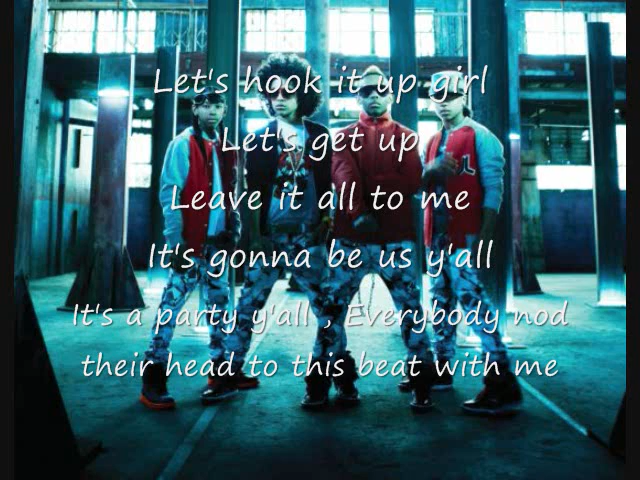 Let's hook it up girl
Let's get up
Leave it all to me
It's gonna be us y'all
It's a party y'all , Everybody nod
their head to this beat with me